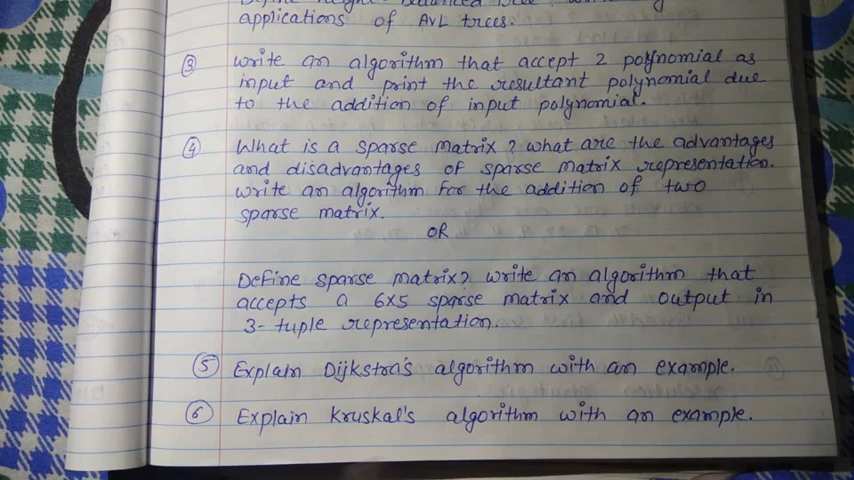 applications of AVL trees.
③ Write an algorithm that accept 2 polynomial as
input and print the resultant polynomial due
to the addition of input polynomial.
④ What is a sparse matrix? what are the advantages
and disadvantages of sparse matrix representation.
write an algorithm for the addition of two
sparse matrix.
OR
Define sparse matrix? write an algorithm that
accepts a 6x5 sparse matrix and output in
3-tuple representation.
⑤ Explain Dijkstra's algorithm with an example.
⑥ Explain kruskal's algorithm with an example.